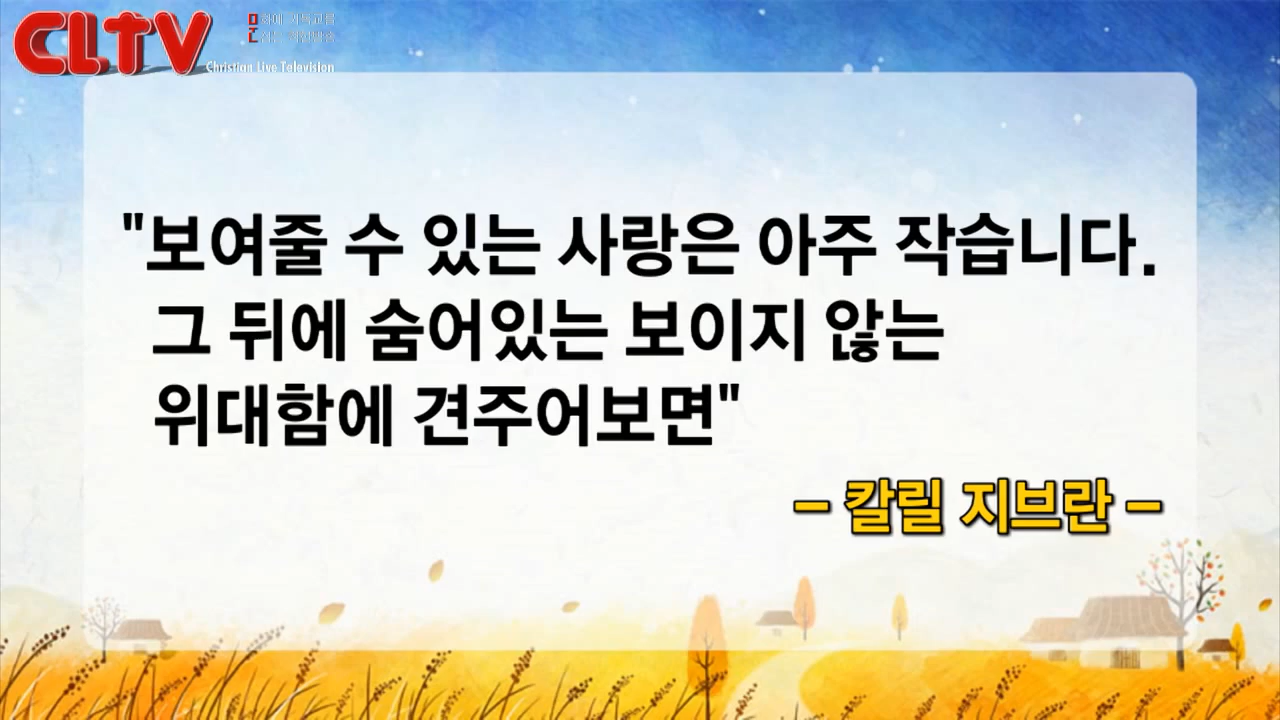 CLTV
Christian Live Television
"보여줄 수 있는 사랑은 아주 작습니다.
그 뒤에 숨어있는 보이지 않는
위대함에 견주어보면"
- 칼릴 지브란 -